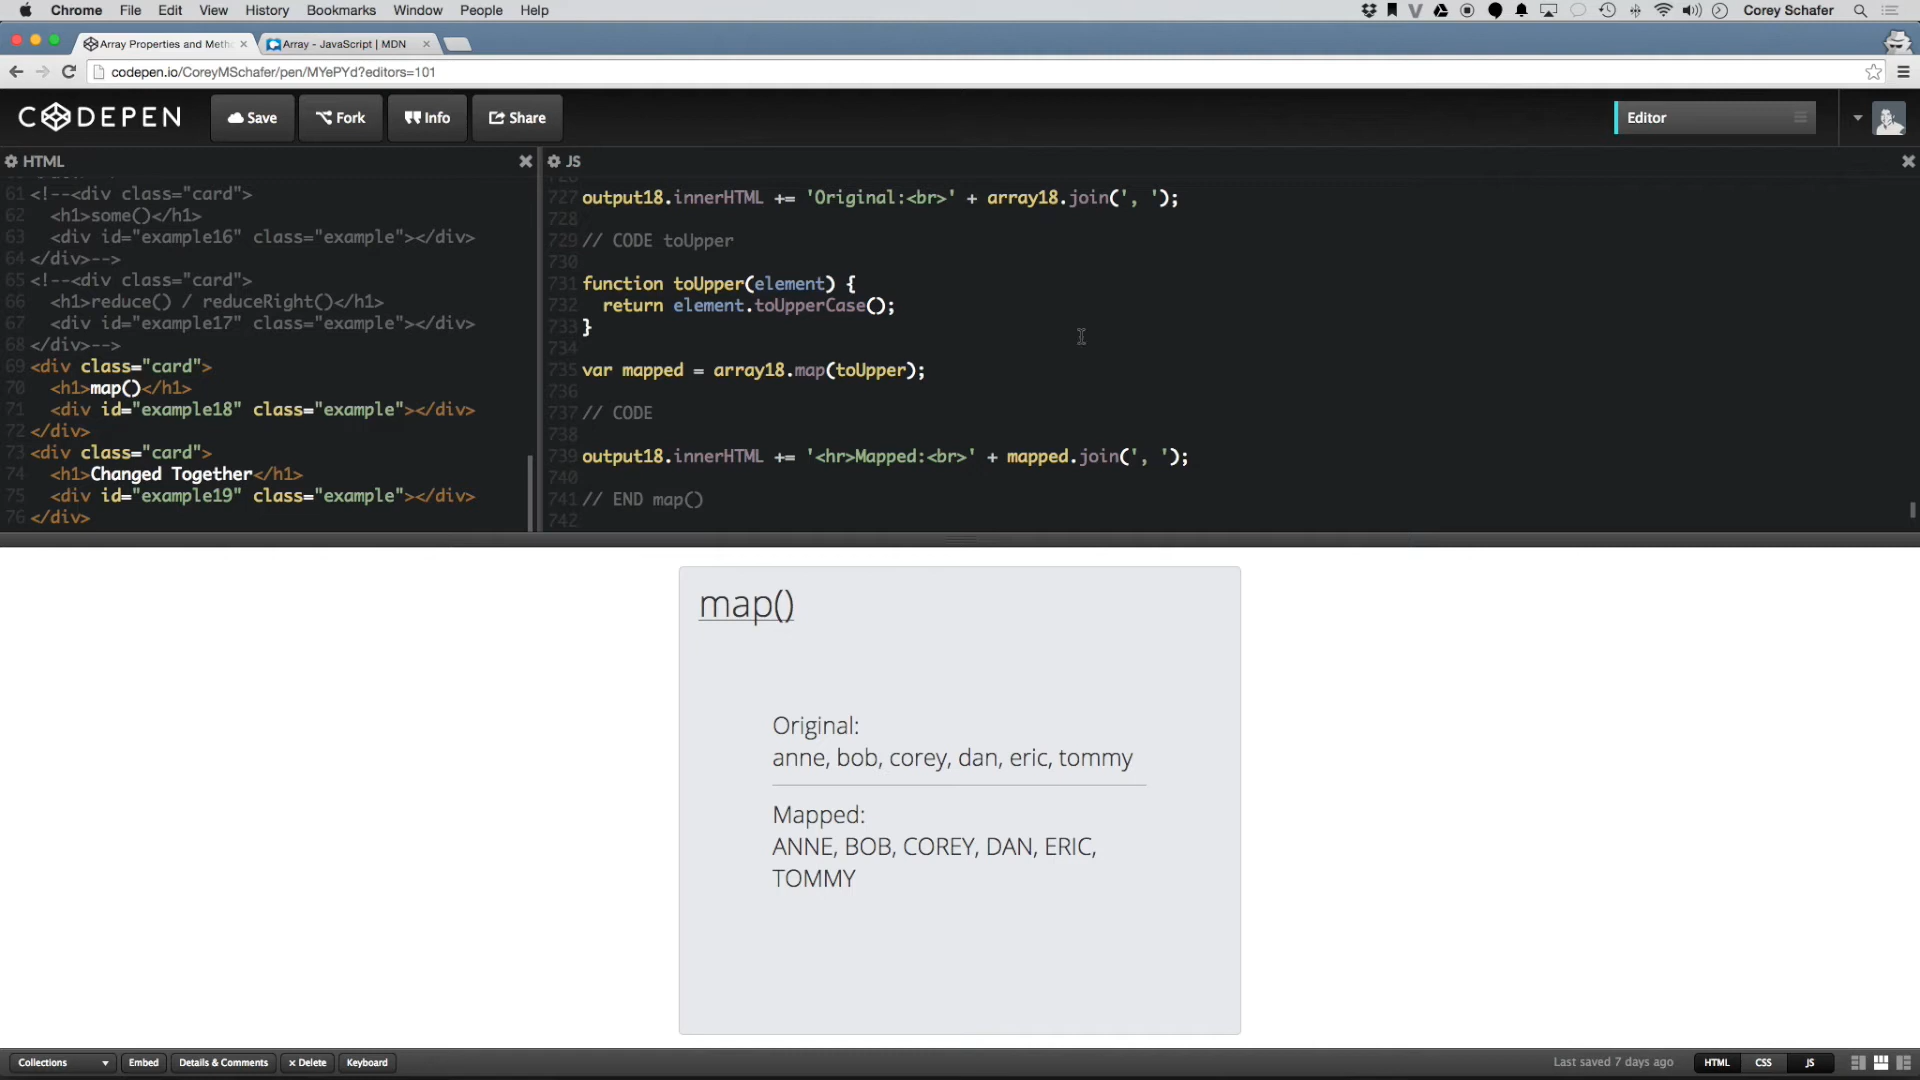 Chrome File Edit View History Bookmarks Window People Help Corey Schafer
Array Properties and Meth Array - JavaScript | MDN
codepen.io/CoreyMSchafer/pen/MYePYd?editors=101
CODEPEN Save Fork Info Share Editor
HTML
61 <!--<div class="card">
62 <h1>some()</h1>
63 <div id="example16" class="example"></div>
64 </div>-->
65 <!--<div class="card">
66 <h1>reduce() / reduceRight()</h1>
67 <div id="example17" class="example"></div>
68 </div>-->
69 <div class="card">
70 <h1>map()</h1>
71 <div id="example18" class="example"></div>
72 </div>
73 <div class="card">
74 <h1>Changed Together</h1>
75 <div id="example19" class="example"></div>
76 </div>
JS
727 output18.innerHTML += 'Original:<br>' + array18.join(', ');
728
729 // CODE toUpper
730
731 function toUpper(element) {
732 return element.toUpperCase();
733 }
734
735 var mapped = array18.map(toUpper);
736
737 // CODE
738
739 output18.innerHTML += '<hr>Mapped:<br>' + mapped.join(', ');
740
741 // END map()
742
map()
Original:
anne, bob, corey, dan, eric, tommy
Mapped:
ANNE, BOB, COREY, DAN, ERIC,
TOMMY
Collections Embed Details & Comments × Delete Keyboard Last saved 7 days ago HTML CSS JS